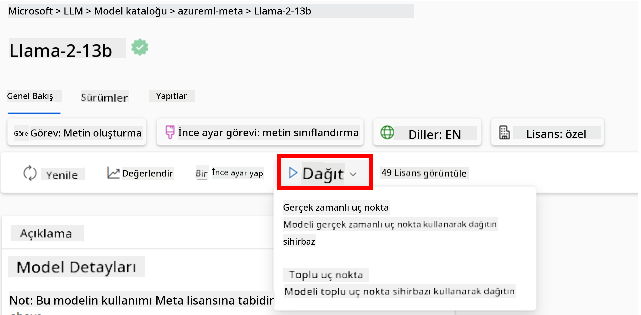 Microsoft > LLM > Model kataloğu > azureml-meta > Llama-2-13b
Llama-2-13b
Genel Bakış Sürümler Yapıtlar
Göre Görev: Metin oluşturma İnce ayar görevi: metin sınıflandırma Diller: EN Lisans: özel
Yenile Değerlendir Bir İnce ayar yap Dağıt 49 Lisans görüntüle
Gerçek zamanlı uç nokta
Modeli gerçek zamanlı uç nokta kullanarak dağıtın
sihirbaz
Açıklama
Toplu uç nokta
Model Detayları
Modeli toplu uç nokta sihirbazı kullanarak dağıtın
Not: Bu modelin kullanımı Meta lisansına tabidir